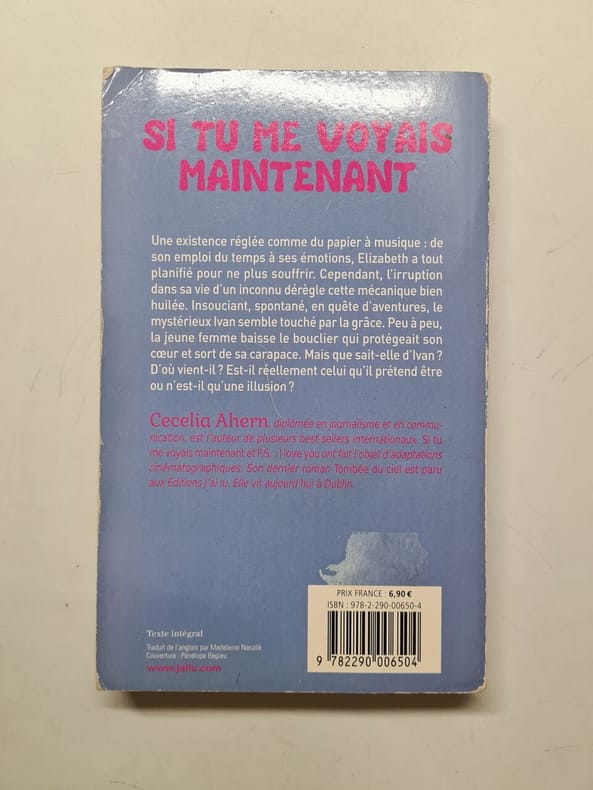 SI TU ME VOYAIS
MAINTENANT
Une existence réglée comme du papier à musique : de
son emploi du temps à ses émotions, Elizabeth a tout
planifié pour ne plus souffrir. Cependant, l'irruption
dans sa vie d'un inconnu dérègle cette mécanique bien
huilée. Insouciant, spontané, en quête d'aventures, le
mystérieux Ivan semble touché par la grâce. Peu à peu,
la jeune femme baisse le bouclier qui protégeait son
cœur et sort de sa carapace. Mais que sait-elle d'Ivan ?
D'où vient-il ? Est-il réellement celui qu'il prétend être
ou n'est-il qu'une illusion ?
Cecelia Ahern, diplômée en journalisme et en commu-
nication, est l'auteur de plusieurs best-sellers internationaux. Si tu
me voyais maintenant et P.S. : I love you ont fait l'objet d'adaptations
cinématographiques. Son dernier roman Tombée du ciel est paru
aux Éditions J'ai lu. Elle vit aujourd'hui à Dublin.
PRIX FRANCE : 6,90 €
ISBN : 978-2-290-00650-4
9 782290 006504
Texte intégral
Traduit de l'anglais par Madeleine Nasalik
Couverture : Pénélope Bagieu
www.jailu.com